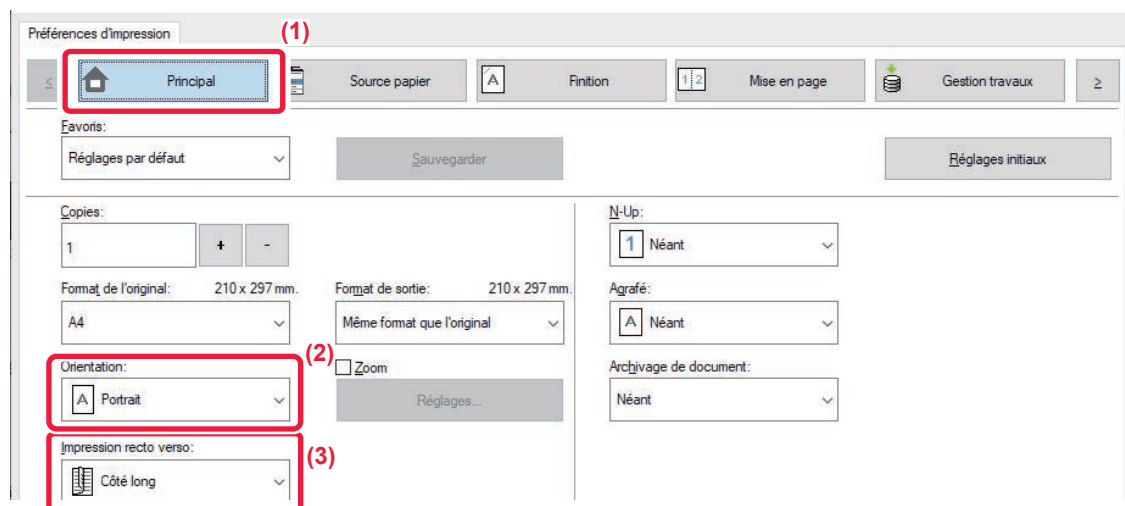 Préférences d'impression
(1)
≤ Principal Source papier A Finition 1 2 Mise en page Gestion travaux ≥
Favoris:
Réglages par défaut Sauvegarder Réglages initiaux
Copies: N-Up:
1 + - 1 Néant
Format de l'original: 210 x 297 mm. Format de sortie: 210 x 297 mm. Agrafé:
A4 Même format que l'original A Néant
(2)
Orientation: Zoom Archivage de document:
A Portrait Réglages... Néant
Impression recto verso:
(3)
Côté long